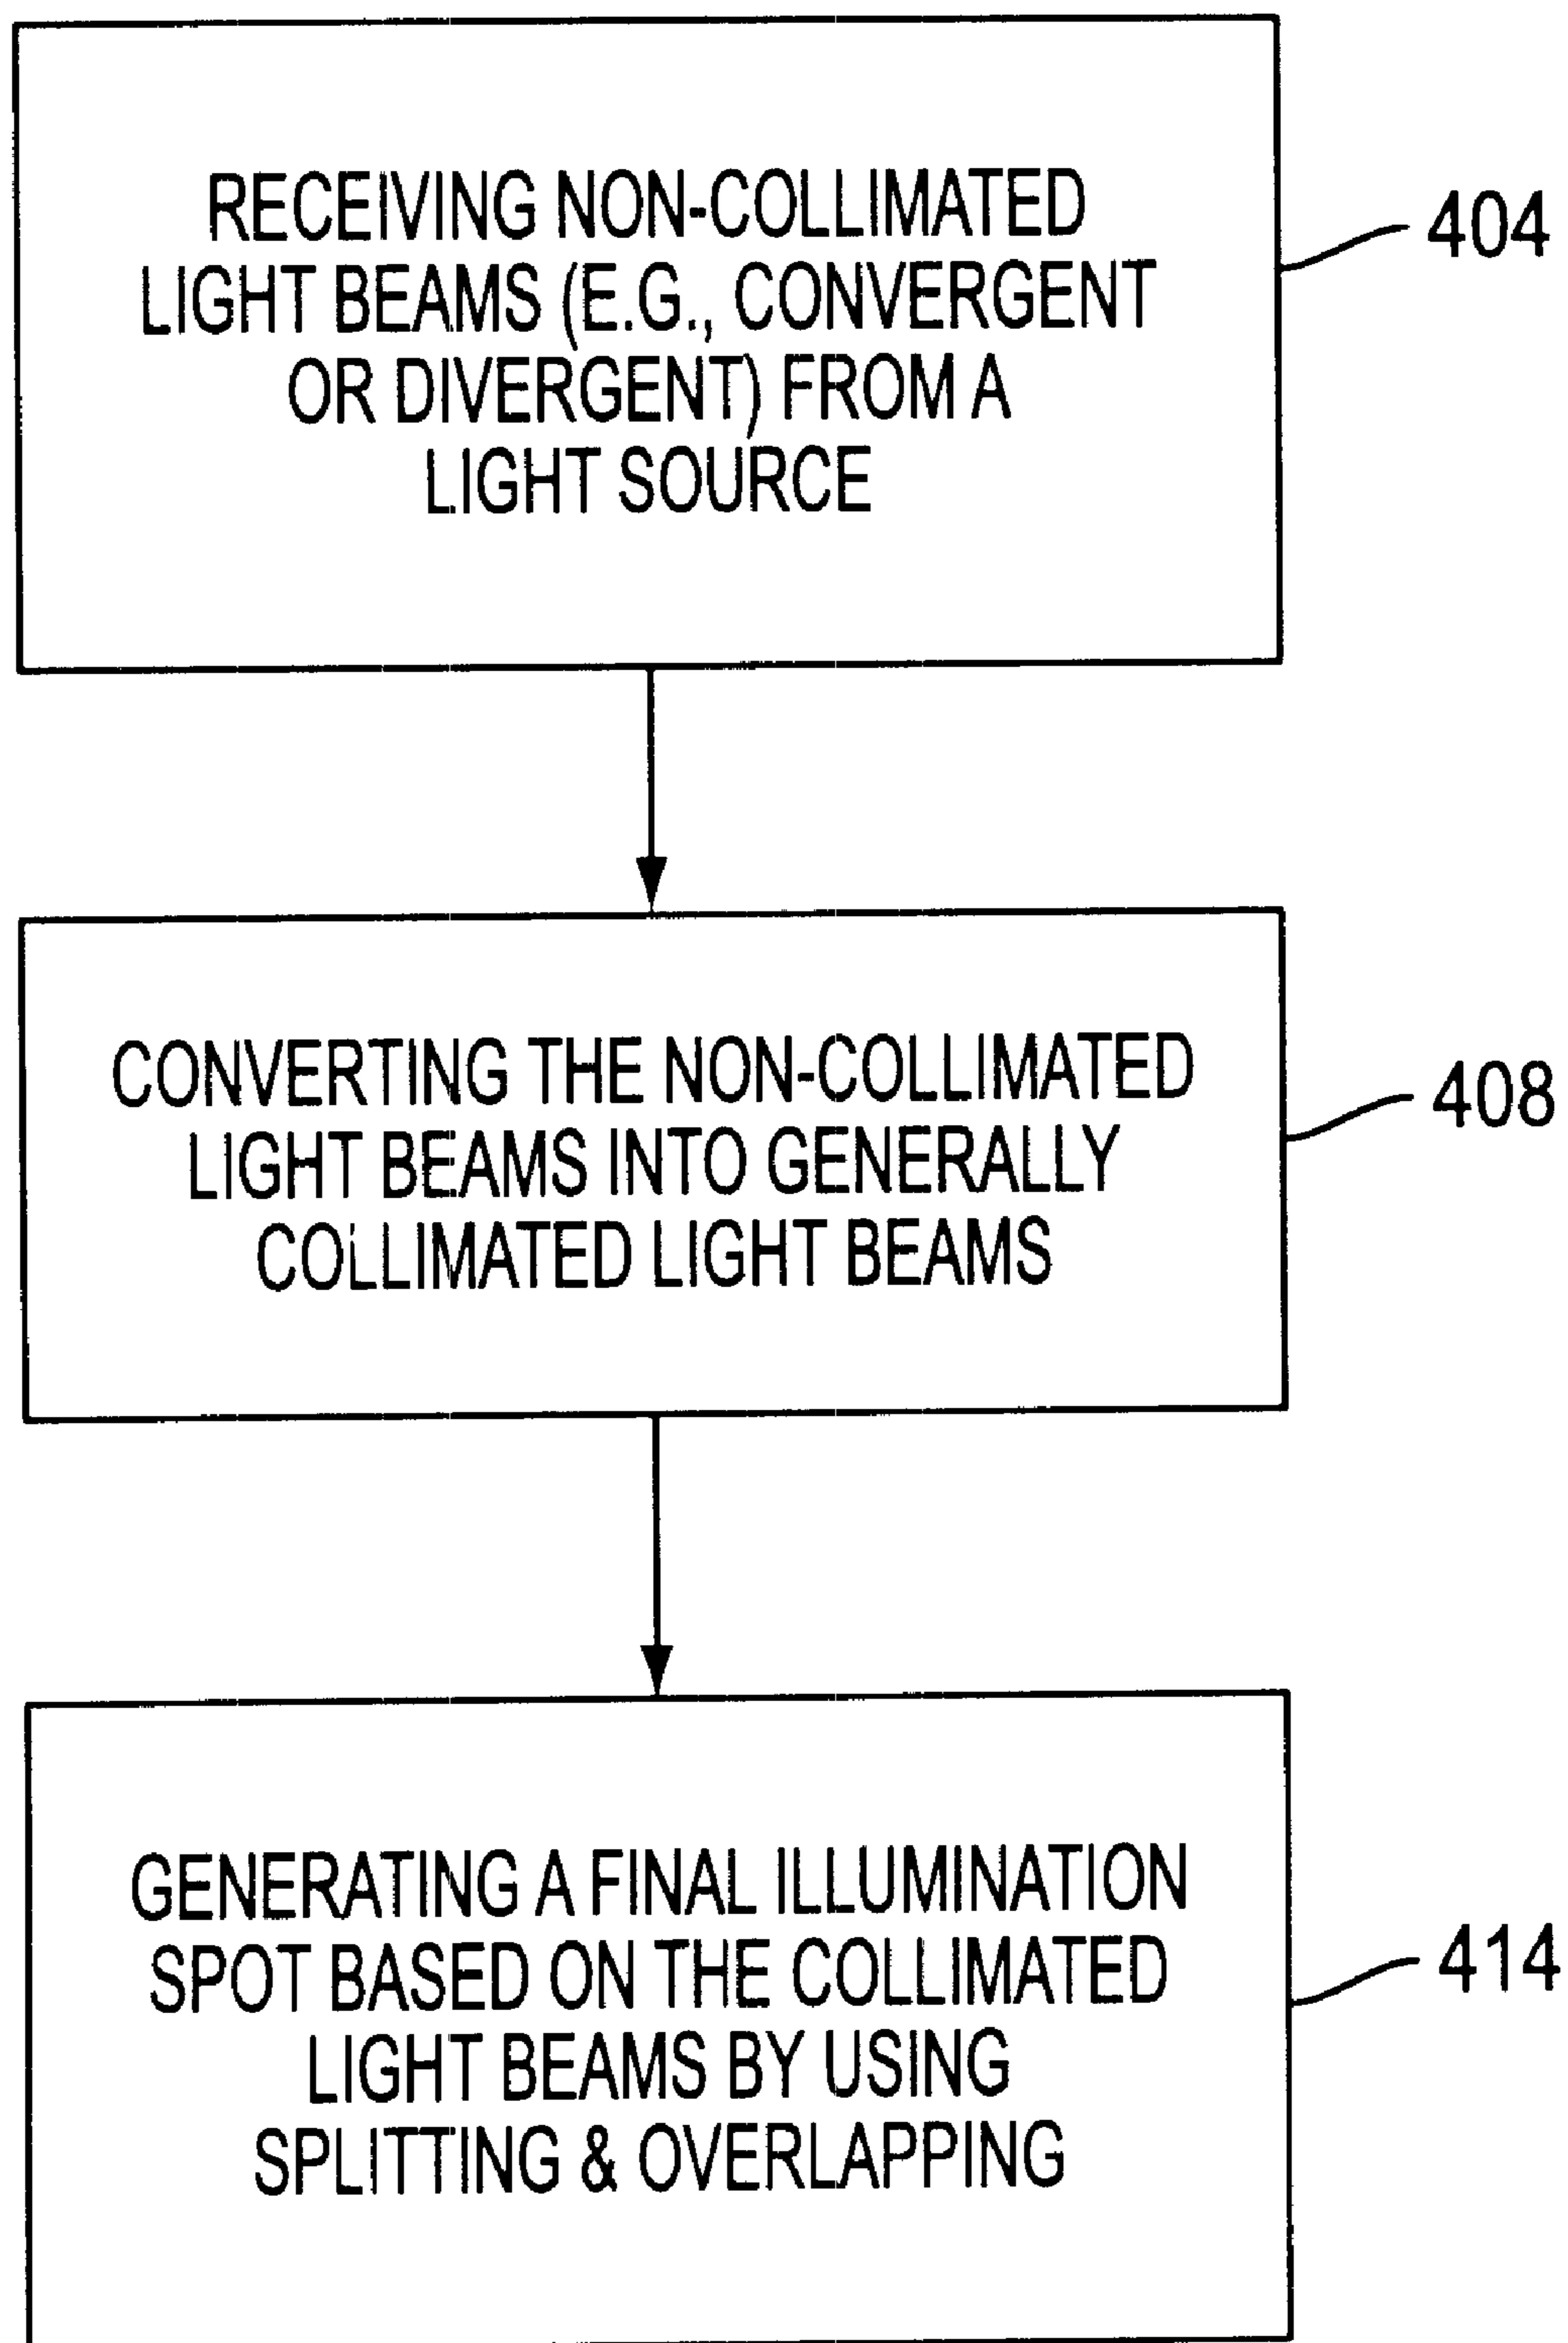 RECEIVING NON-COLLIMATED
LIGHT BEAMS (E.G., CONVERGENT
OR DIVERGENT) FROM A
LIGHT SOURCE
404
CONVERTING THE NON-COLLIMATED
LIGHT BEAMS INTO GENERALLY
COLLIMATED LIGHT BEAMS
408
GENERATING A FINAL ILLUMINATION
SPOT BASED ON THE COLLIMATED
LIGHT BEAMS BY USING
SPLITTING & OVERLAPPING
414